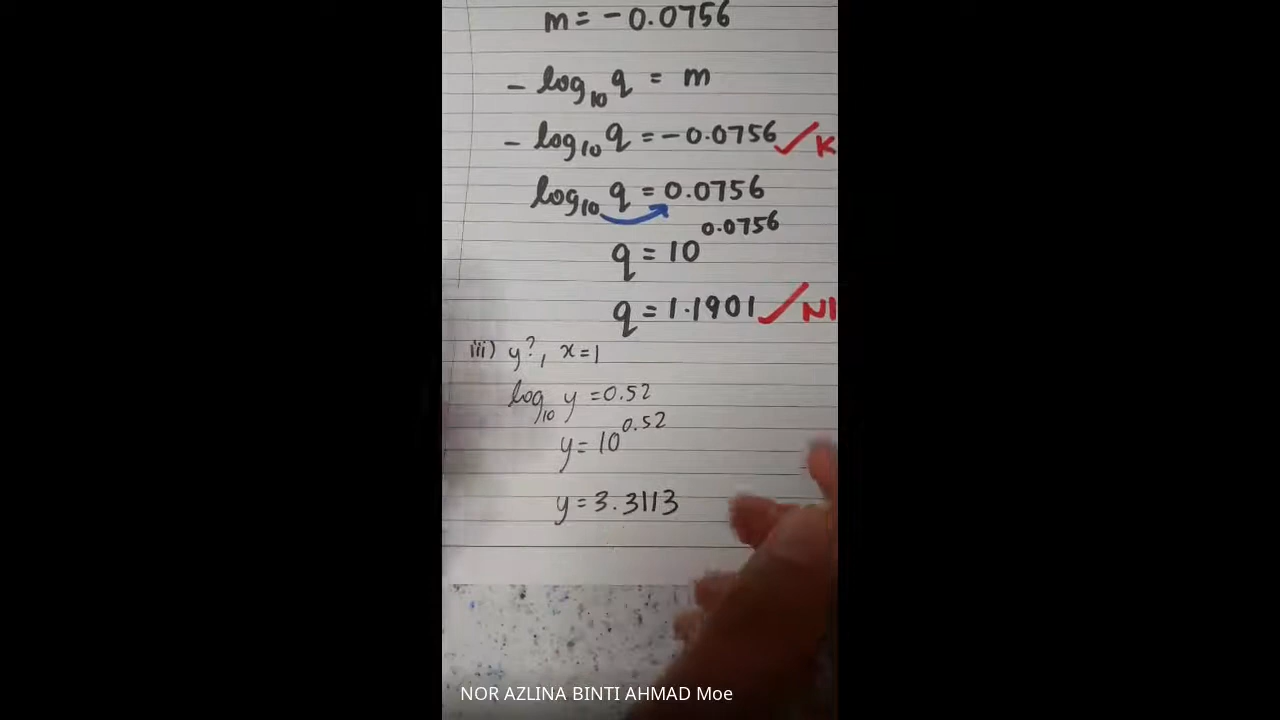 m = - 0.0756
- log₁₀ q = m
- log₁₀ q = - 0.0756 ✓ K
log₁₀ q = 0.0756
q = 10^0.0756
q = 1.1901 ✓ N1
iii) y?, x = 1
log₁₀ y = 0.52
y = 10^0.52
y = 3.3113
NOR AZLINA BINTI AHMAD Moe